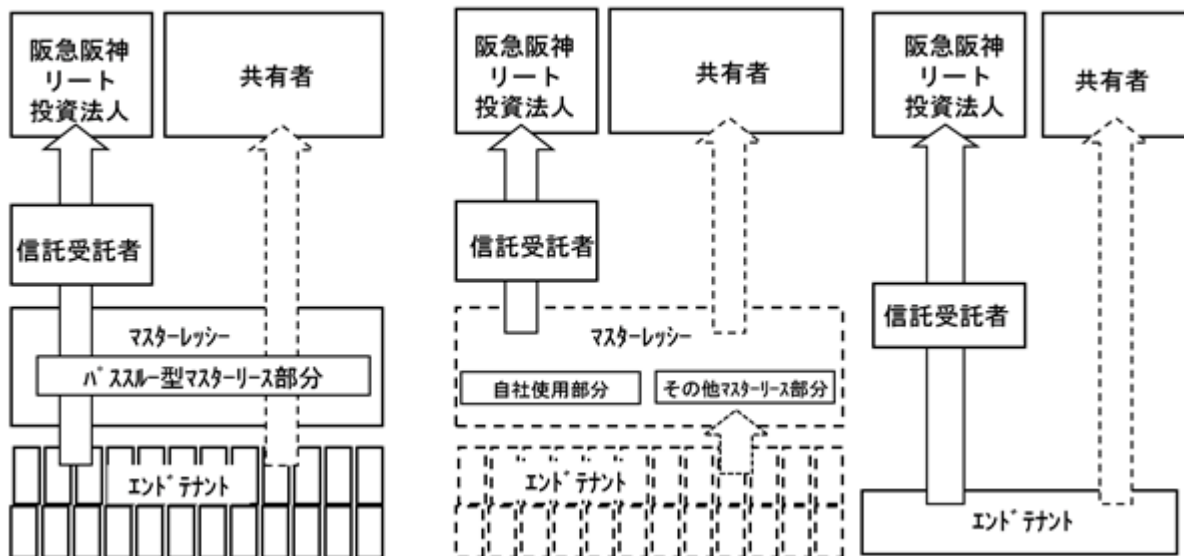 阪急阪神
リート
投資法人
共有者
信託受託者
マスターレッシー
パススルー型マスターリース部分
エンドテナント
阪急阪神
リート
投資法人
共有者
信託受託者
マスターレッシー
自社使用部分
その他マスターリース部分
エンドテナント
阪急阪神
リート
投資法人
共有者
信託受託者
エンドテナント